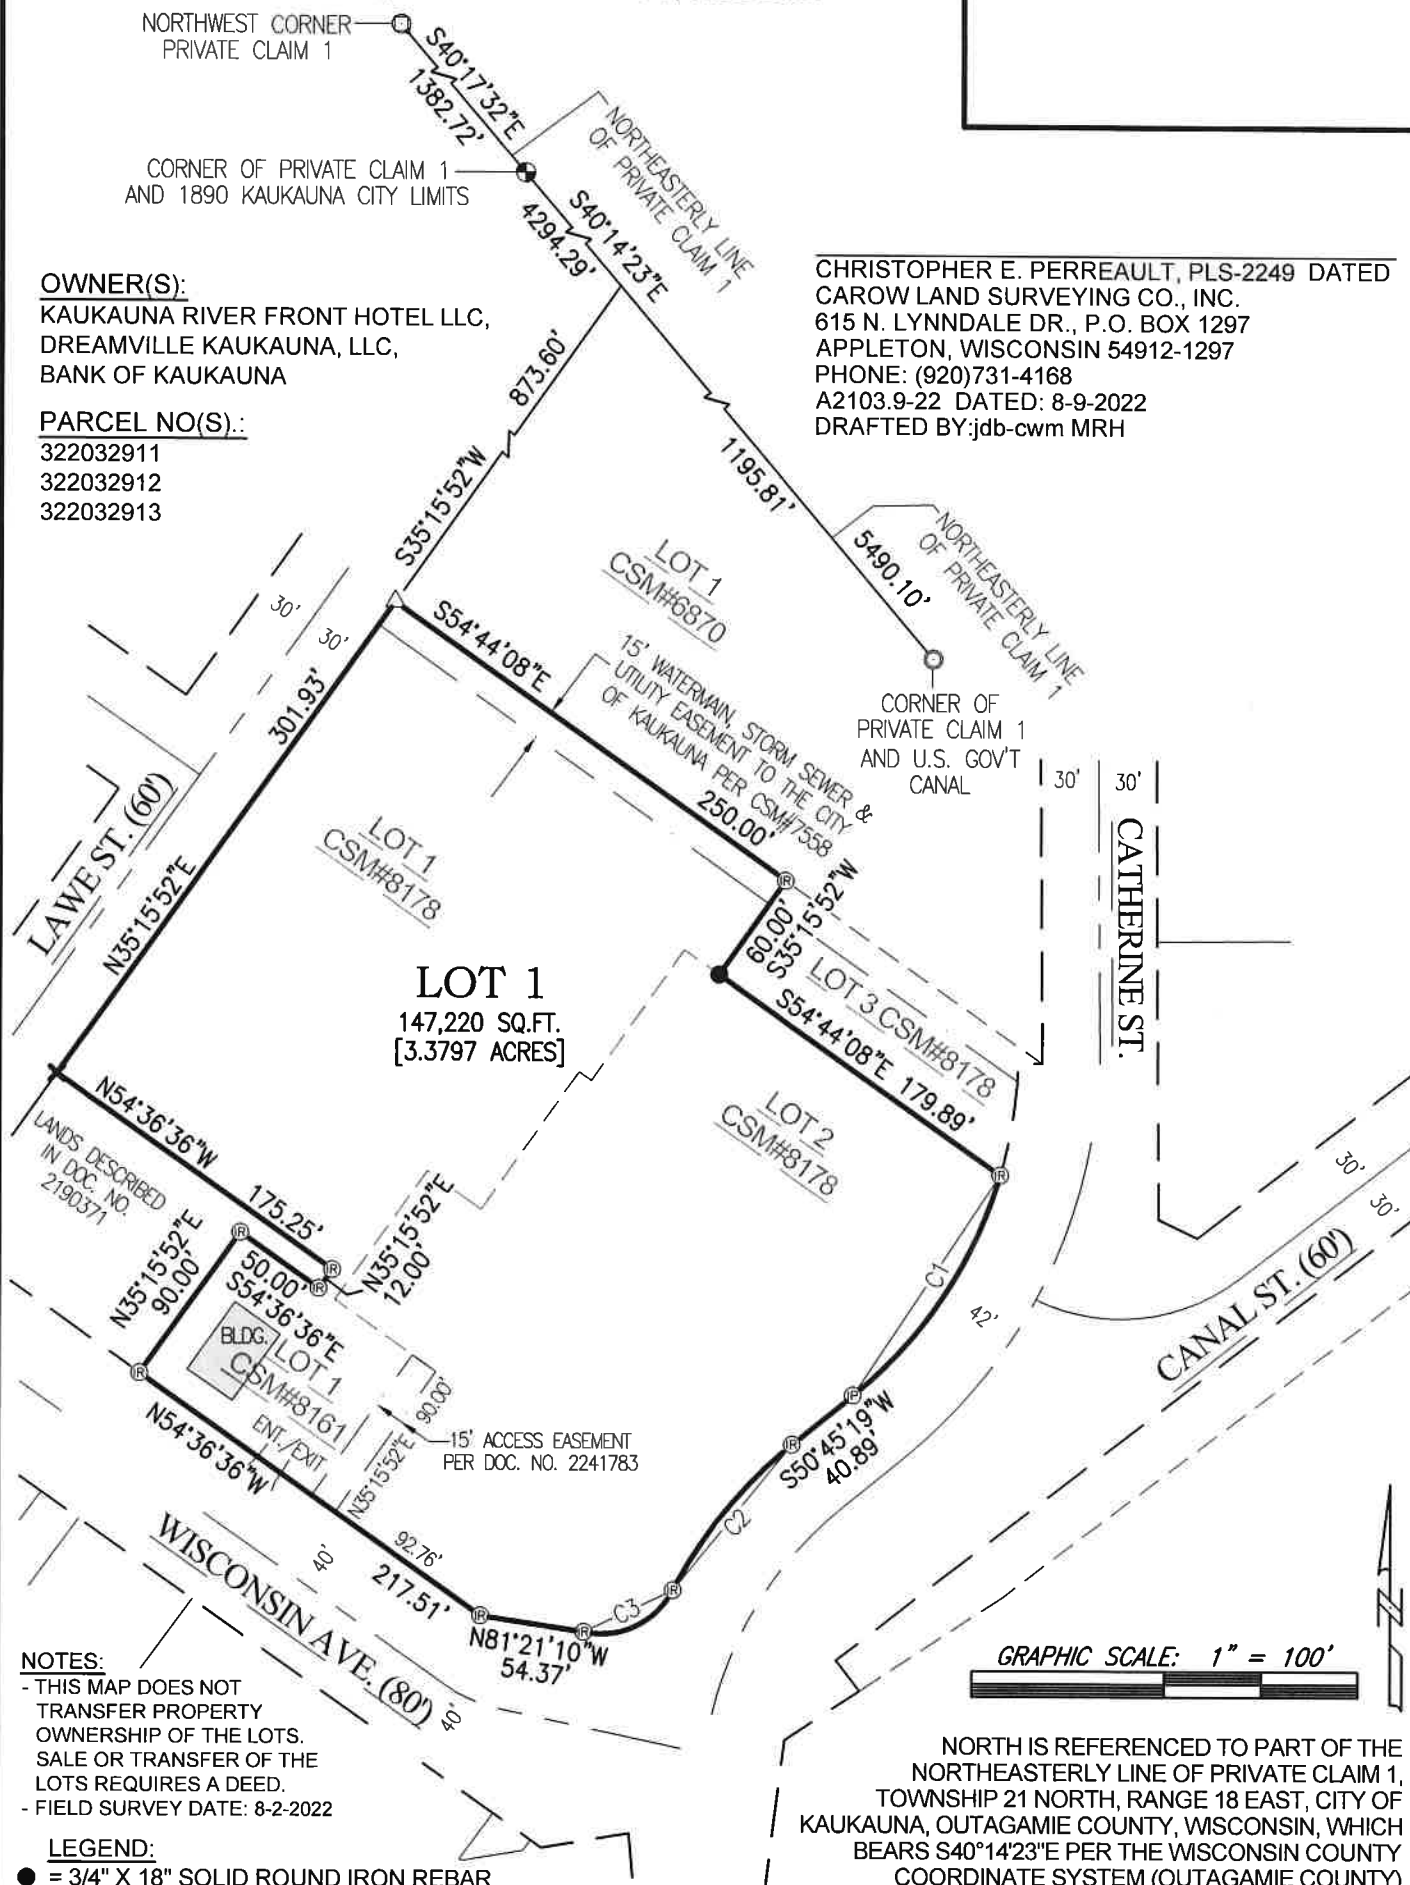 NORTHWEST CORNER
PRIVATE CLAIM 1
S40°17'32"E
1382.72'
NORTHEASTERLY LINE
OF PRIVATE CLAIM 1
CORNER OF PRIVATE CLAIM 1
AND 1890 KAUKAUNA CITY LIMITS
S40°14'23"E
4294.29'
OWNER(S):
KAUKAUNA RIVER FRONT HOTEL LLC,
DREAMVILLE KAUKAUNA, LLC,
BANK OF KAUKAUNA
PARCEL NO(S).:
322032911
322032912
322032913
CHRISTOPHER E. PERREAULT, PLS-2249 DATED
CAROW LAND SURVEYING CO., INC.
615 N. LYNNDALE DR., P.O. BOX 1297
APPLETON, WISCONSIN 54912-1297
PHONE: (920)731-4168
A2103.9-22 DATED: 8-9-2022
DRAFTED BY:jdb-cwm MRH
873.60'
S35°15'52"W
1195.81'
5490.10'
NORTHEASTERLY LINE
OF PRIVATE CLAIM 1
CORNER OF
PRIVATE CLAIM 1
AND U.S. GOV'T
CANAL
LOT 1
CSM#6870
30'
30'
S54°44'08"E
250.00'
15' WATERMAIN, STORM SEWER &
UTILITY EASEMENT TO THE CITY
OF KAUKAUNA PER CSM#7558
301.93'
N35°15'52"E
LAWE ST. (60')
LOT 1
CSM#8178
30'
30'
CATHERINE ST.
60.00'
S35°15'52"W
LOT 1
147,220 SQ.FT.
[3.3797 ACRES]
LOT 3 CSM#8178
S54°44'08"E 179.89'
LOT 2
CSM#8178
N54°36'36"W
175.25'
LANDS DESCRIBED
IN DOC. NO.
2190371
N35°15'52"E
90.00'
50.00'
S54°36'36"E
N35°15'52"E
12.00'
IR
IR
IR
IR
IR
IR
IP
IR
IR
IR
IR
BLDG.
LOT 1
CSM#8161
ENT./EXIT
90.00'
N35°15'52"E
15' ACCESS EASEMENT
PER DOC. NO. 2241783
N54°36'36"W
92.76'
217.51'
C1
42'
30'
30'
CANAL ST. (60')
S50°45'19"W
40.89'
C2
C3
N81°21'10"W
54.37'
WISCONSIN AVE. (80')
40'
40'
N
GRAPHIC SCALE: 1" = 100'
NOTES:
- THIS MAP DOES NOT
TRANSFER PROPERTY
OWNERSHIP OF THE LOTS.
SALE OR TRANSFER OF THE
LOTS REQUIRES A DEED.
- FIELD SURVEY DATE: 8-2-2022
LEGEND:
= 3/4" X 18" SOLID ROUND IRON REBAR
NORTH IS REFERENCED TO PART OF THE
NORTHEASTERLY LINE OF PRIVATE CLAIM 1,
TOWNSHIP 21 NORTH, RANGE 18 EAST, CITY OF
KAUKAUNA, OUTAGAMIE COUNTY, WISCONSIN, WHICH
BEARS S40°14'23"E PER THE WISCONSIN COUNTY
COORDINATE SYSTEM (OUTAGAMIE COUNTY)